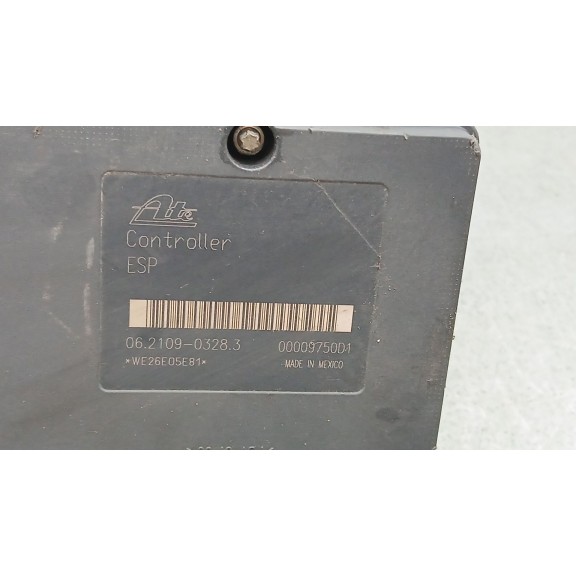 Ate
Controller
ESP
06.2109-0328.3 00009750D1
*WE26E05E81* MADE IN MEXICO